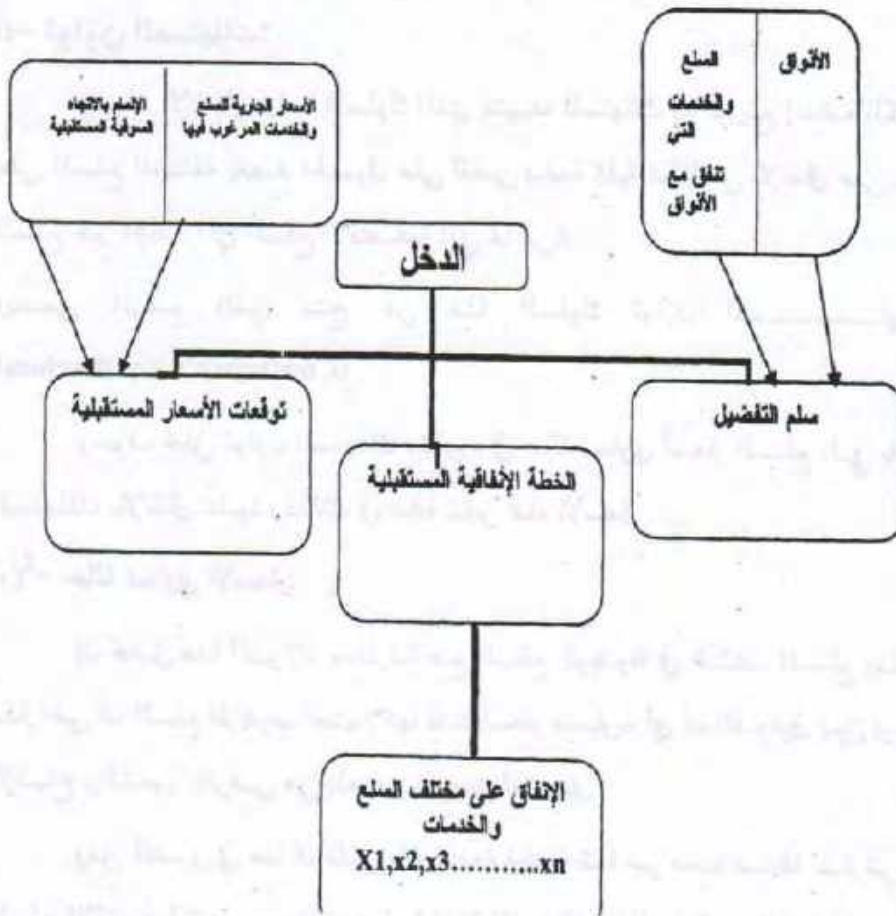 الأذواق
السلع
والخدمات
التي
تتفق مع
الأذواق
الأسعار الجارية للسلع
والخدمات المرغوب فيها
الإلمام بالاتجاه
السوقية المستقبلية
الدخل
سلم التفضيل
توقعات الأسعار المستقبلية
الخطة الإنفاقية المستقبلية
الإنفاق على مختلف السلع
والخدمات
X1,x2,x3...........xn